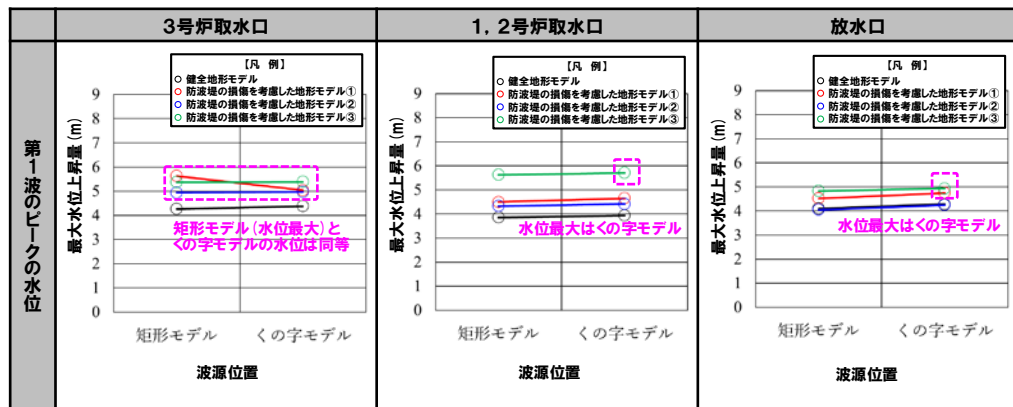 3号炉取水口
1，2号炉取水口
放水口
第1波のピークの水位
【凡 例】
健全地形モデル
防波堤の損傷を考慮した地形モデル①
防波堤の損傷を考慮した地形モデル②
防波堤の損傷を考慮した地形モデル③
最大水位上昇量(m)
9
8
7
6
5
4
3
2
1
0
矩形モデル（水位最大）と
くの字モデルの水位は同等
矩形モデル
くの字モデル
波源位置
【凡 例】
健全地形モデル
防波堤の損傷を考慮した地形モデル①
防波堤の損傷を考慮した地形モデル②
防波堤の損傷を考慮した地形モデル③
最大水位上昇量(m)
9
8
7
6
5
4
3
2
1
0
水位最大はくの字モデル
矩形モデル
くの字モデル
波源位置
【凡 例】
健全地形モデル
防波堤の損傷を考慮した地形モデル①
防波堤の損傷を考慮した地形モデル②
防波堤の損傷を考慮した地形モデル③
最大水位上昇量(m)
9
8
7
6
5
4
3
2
1
0
水位最大はくの字モデル
矩形モデル
くの字モデル
波源位置